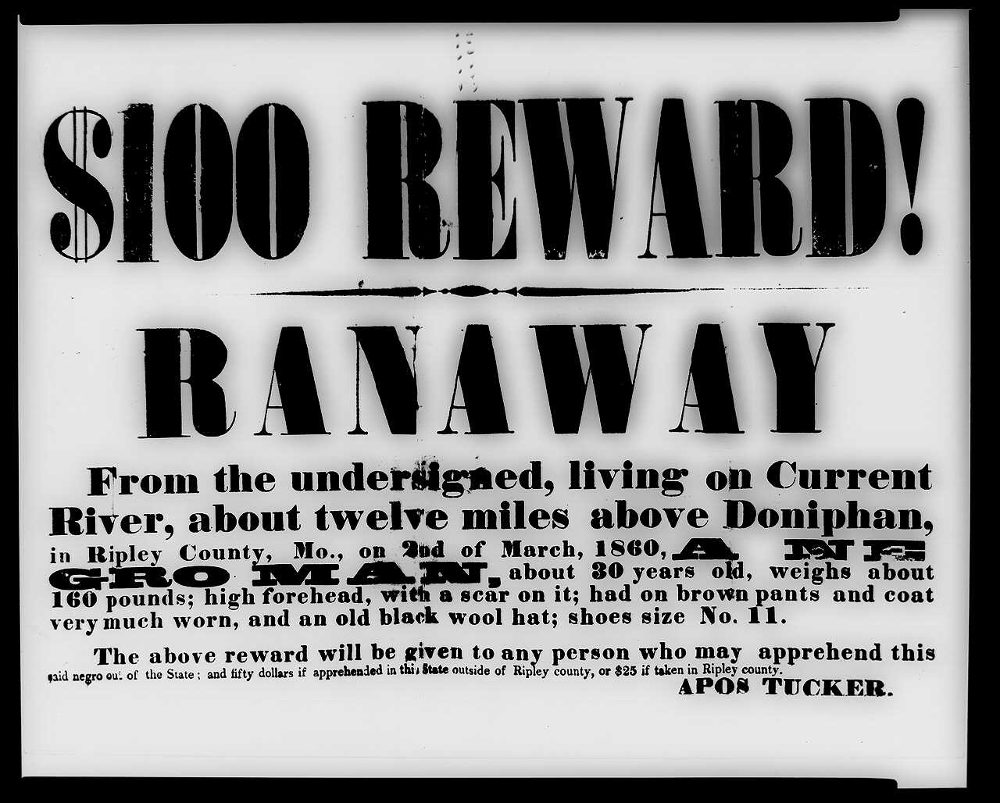 $100 REWARD!
RANAWAY
From the undersigned, living on Current
River, about twelve miles above Doniphan,
in Ripley County, Mo., on 2nd of March, 1860, A NE
GRO MAN, about 30 years old, weighs about
160 pounds; high forehead, with a scar on it; had on brown pants and coat
very much worn, and an old black wool hat; shoes size No. 11.
The above reward will be given to any person who may apprehend this
said negro out of the State; and fifty dollars if apprehended in this State outside of Ripley county, or $25 if taken in Ripley county.
APOS TUCKER.